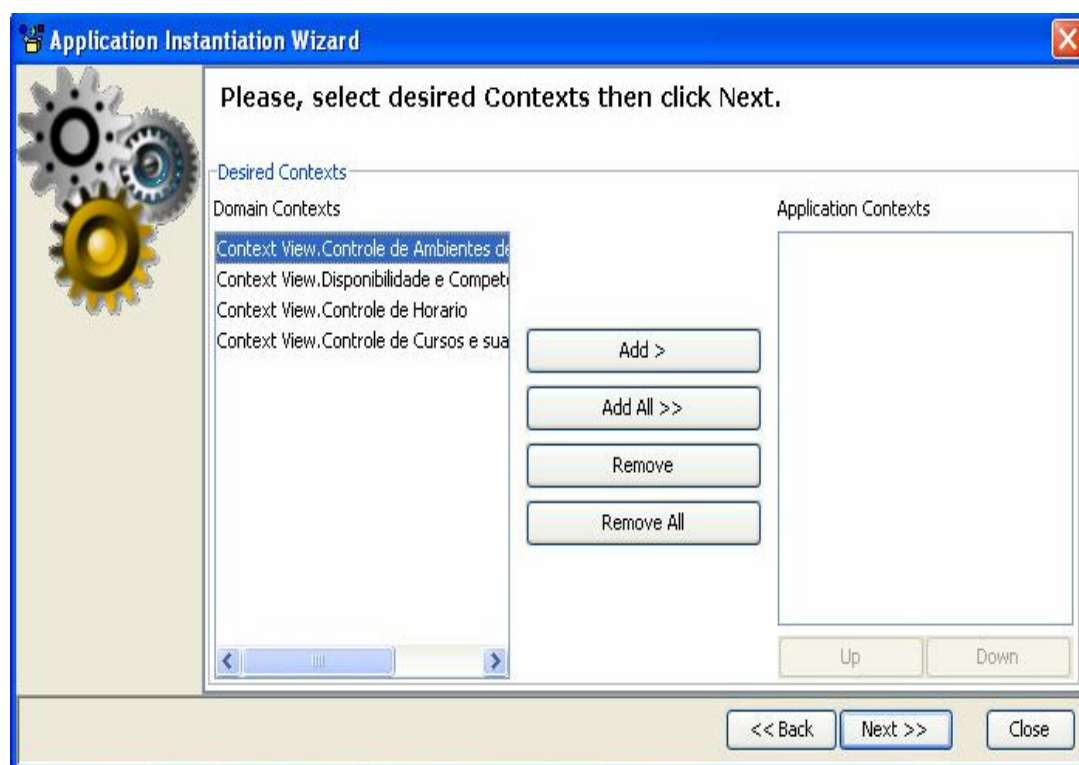 Application Instantiation Wizard
Please, select desired Contexts then click Next.
Desired Contexts
Domain Contexts
Application Contexts
Context View.Controle de Ambientes de
Context View.Disponibilidade e Compet
Context View.Controle de Horario
Context View.Controle de Cursos e sua
Add >
Add All >>
Remove
Remove All
Up
Down
<< Back
Next >>
Close